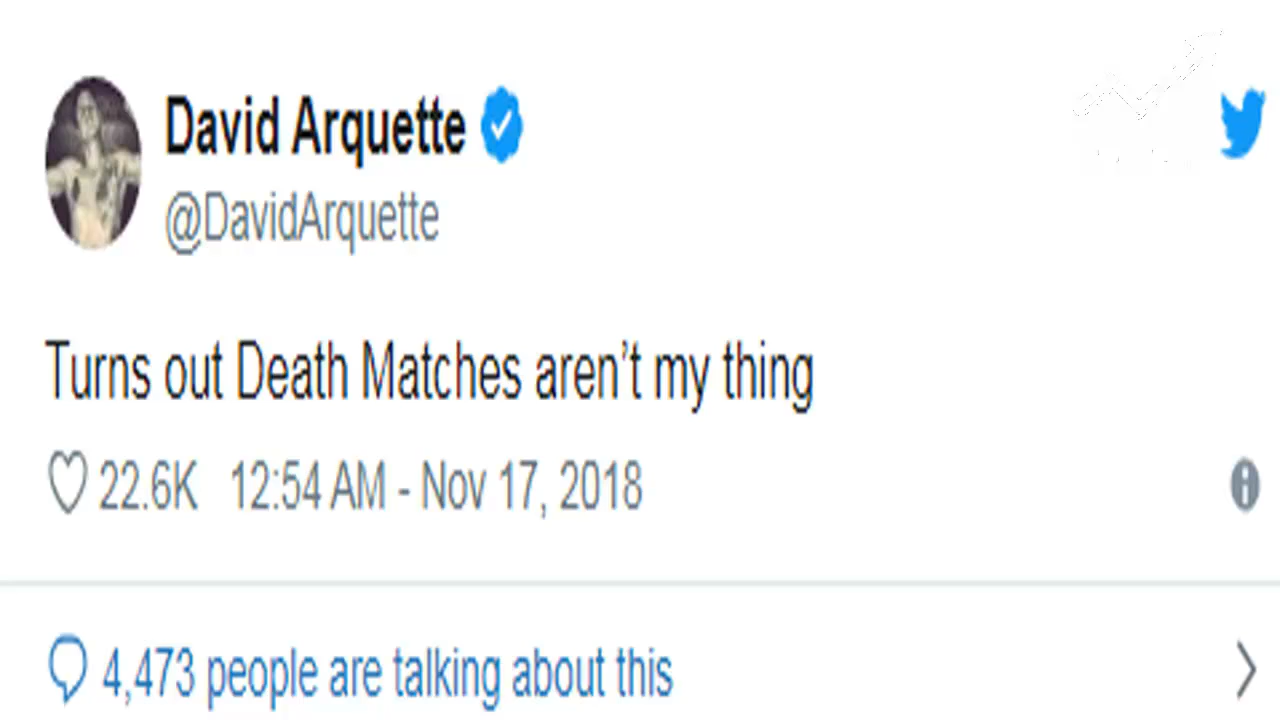 David Arquette
@DavidArquette
Turns out Death Matches aren’t my thing
22.6K 12:54 AM - Nov 17, 2018
4,473 people are talking about this